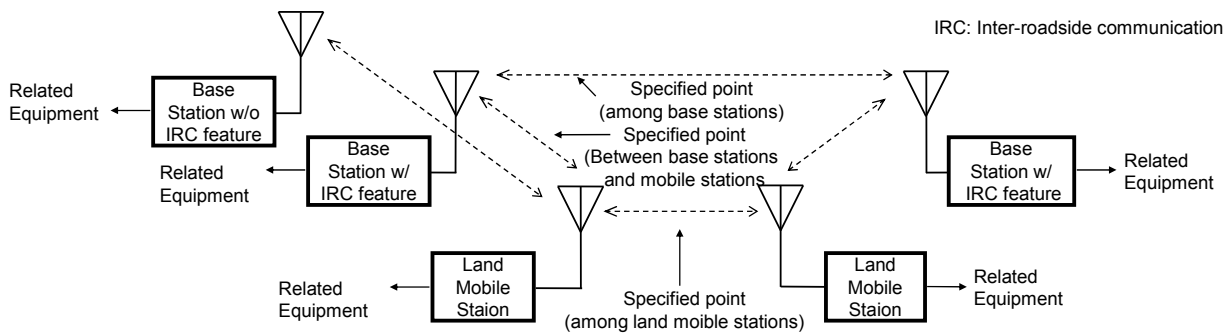 IRC: Inter-roadside communication
Related
Equipment
Base
Station w/o
IRC feature
Specified point
(among base stations)
Specified point
(Between base stations
and mobile stations
Related
Equipment
Base
Station w/
IRC feature
Base
Station w/
IRC feature
Related
Equipment
Related
Equipment
Land
Mobile
Staion
Specified point
(among land moible stations)
Land
Mobile
Staion
Related
Equipment